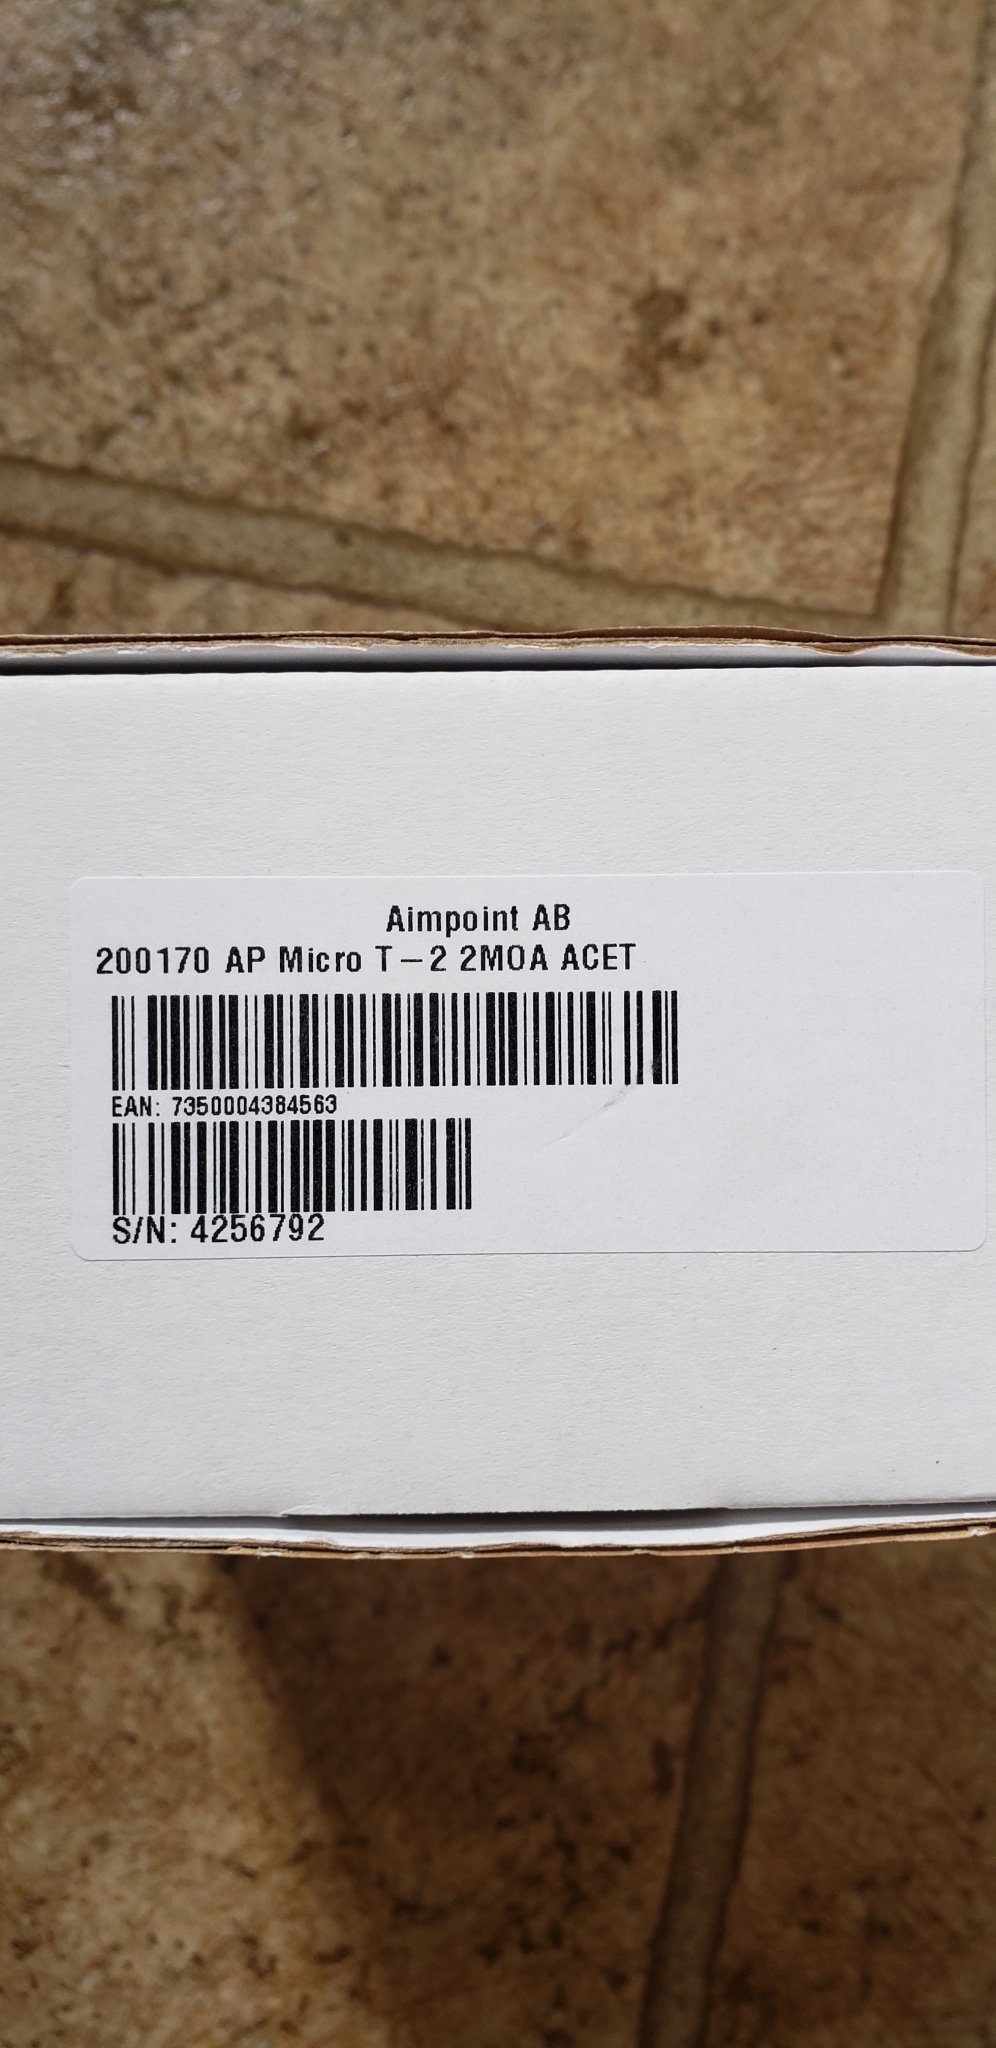 Aimpoint AB
200170 AP Micro T-2 2MOA ACET
EAN: 7350004384563
S/N: 4256792